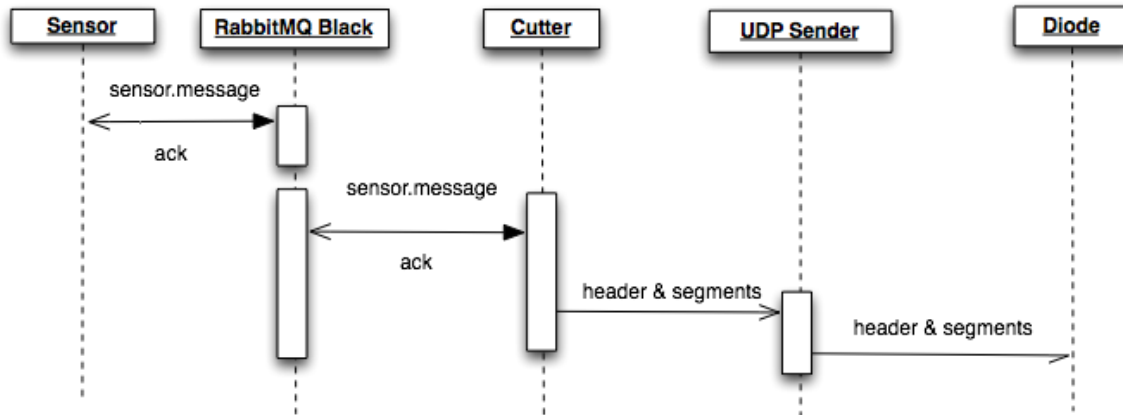 Sensor
RabbitMQ Black
Cutter
UDP Sender
Diode
sensor.message
ack
sensor.message
ack
header & segments
header & segments